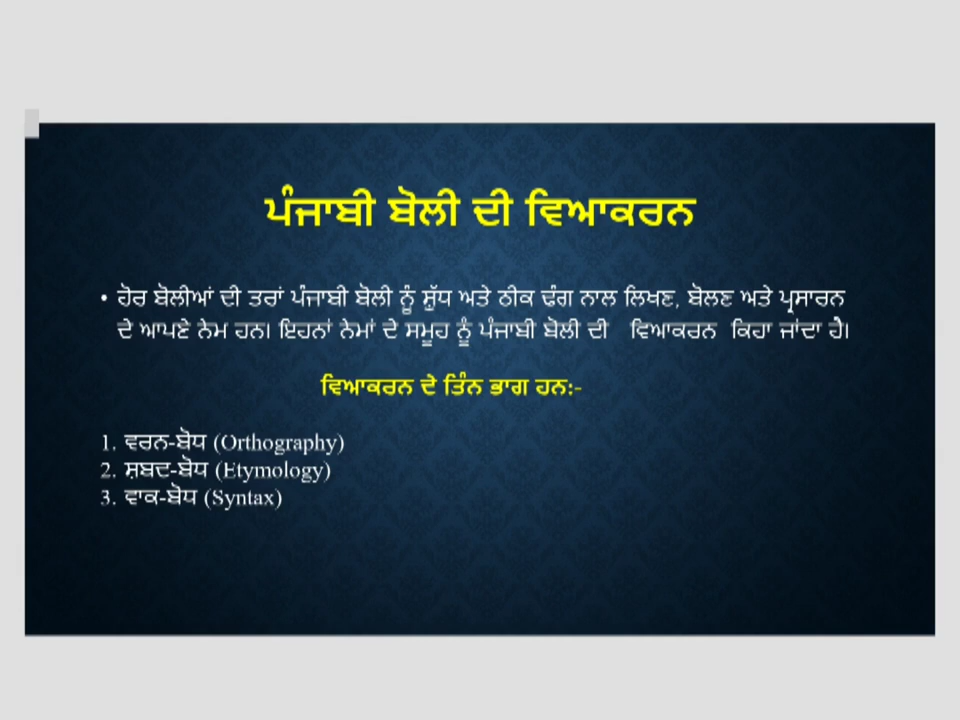 ਪੰਜਾਬੀ ਬੋਲੀ ਦੀ ਵਿਆਕਰਨ
• ਹੋਰ ਬੋਲੀਆਂ ਦੀ ਤਰਾਂ ਪੰਜਾਬੀ ਬੋਲੀ ਨੂੰ ਸ਼ੁੱਧ ਅਤੇ ਠੀਕ ਢੰਗ ਨਾਲ ਲਿਖਣ, ਬੋਲਣ ਅਤੇ ਪ੍ਰਸਾਰਨ
ਦੇ ਆਪਣੇ ਨੇਮ ਹਨ। ਇਹਨਾਂ ਨੇਮਾਂ ਦੇ ਸਮੂਹ ਨੂੰ ਪੰਜਾਬੀ ਬੋਲੀ ਦੀ ਵਿਆਕਰਨ ਕਿਹਾ ਜਾਂਦਾ ਹੈ।
ਵਿਆਕਰਨ ਦੇ ਤਿੰਨ ਭਾਗ ਹਨ:-
1. ਵਰਨ-ਬੋਧ (Orthography)
2. ਸ਼ਬਦ-ਬੋਧ (Etymology)
3. ਵਾਕ-ਬੋਧ (Syntax)